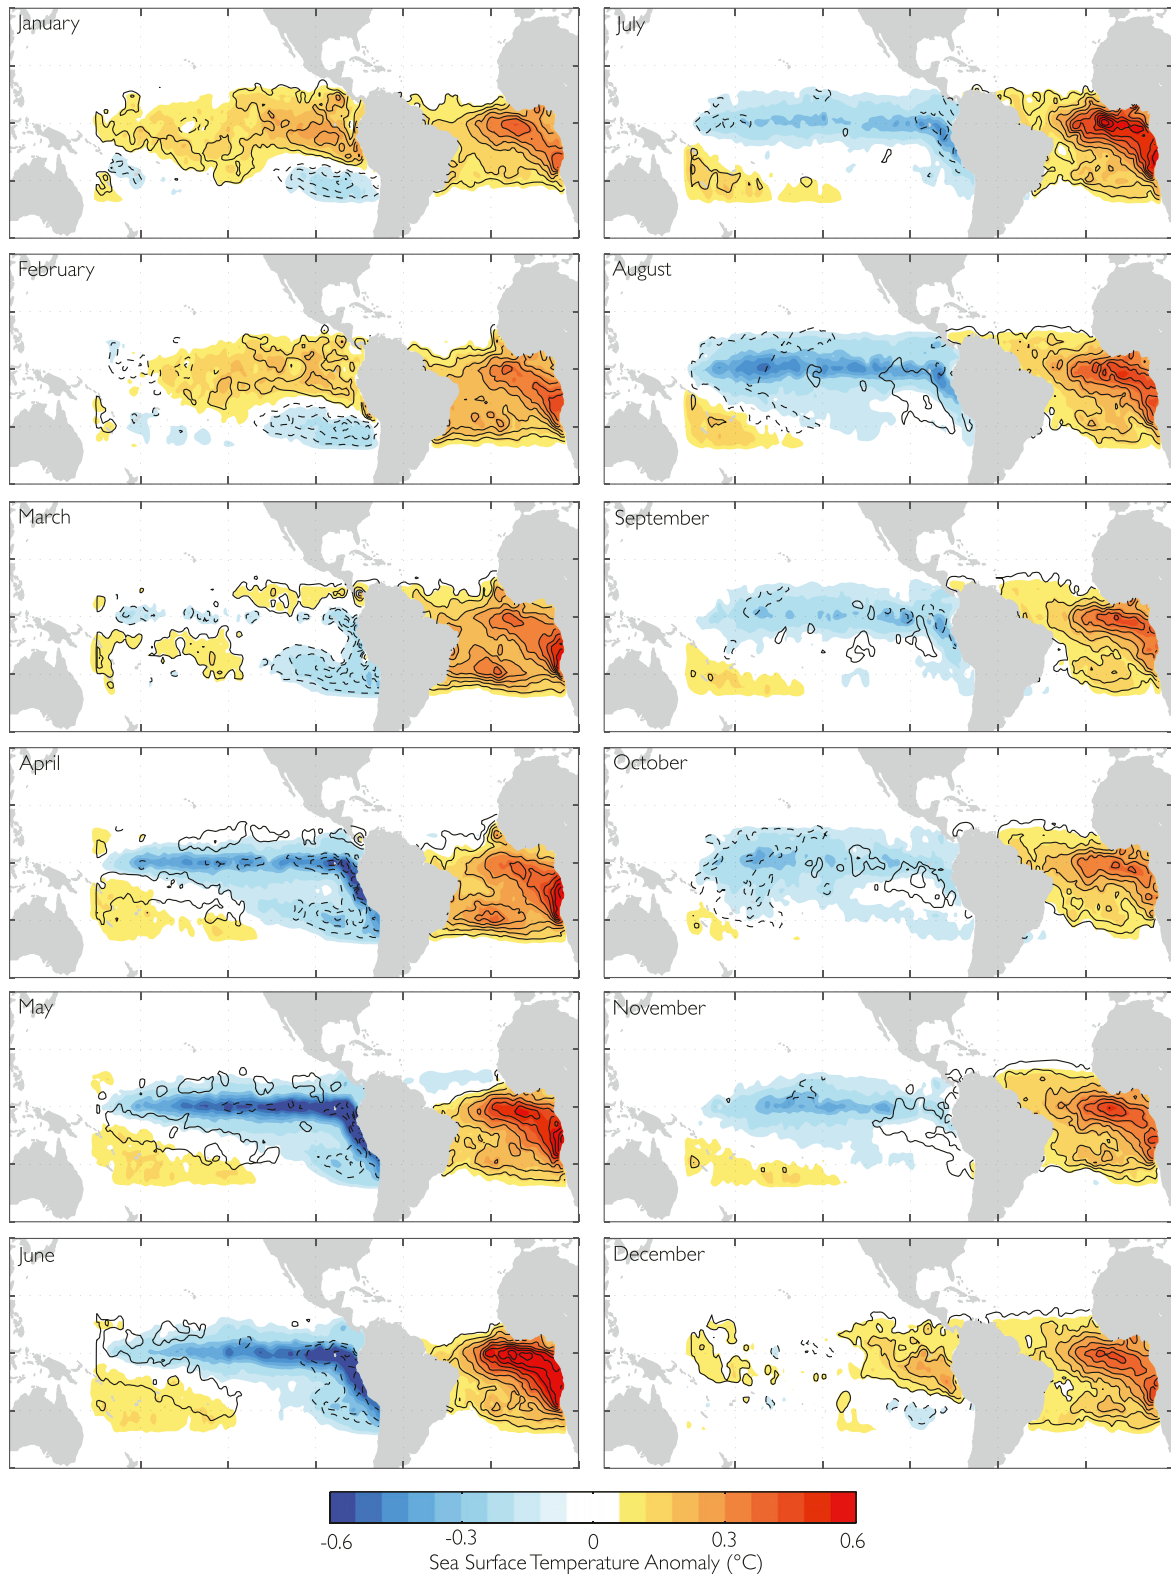 January
July
February
August
March
September
April
October
May
November
June
December
-0.6 -0.3 0 0.3 0.6
Sea Surface Temperature Anomaly (°C)